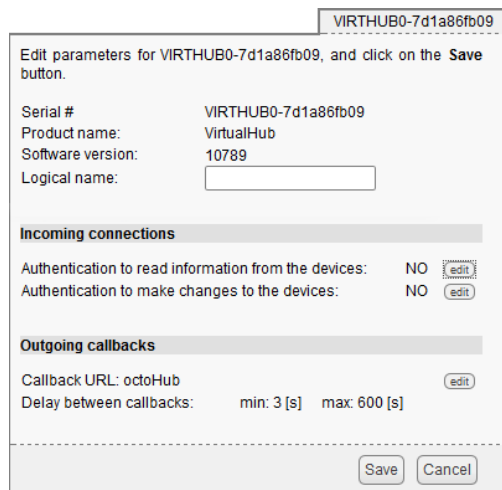 VIRTHUB0-7d1a86fb09
Edit parameters for VIRTHUB0-7d1a86fb09, and click on the Save
button.
Serial # VIRTHUB0-7d1a86fb09
Product name: VirtualHub
Software version: 10789
Logical name:
Incoming connections
Authentication to read information from the devices: NO edit
Authentication to make changes to the devices: NO edit
Outgoing callbacks
Callback URL: octoHub edit
Delay between callbacks: min: 3 [s] max: 600 [s]
Save Cancel